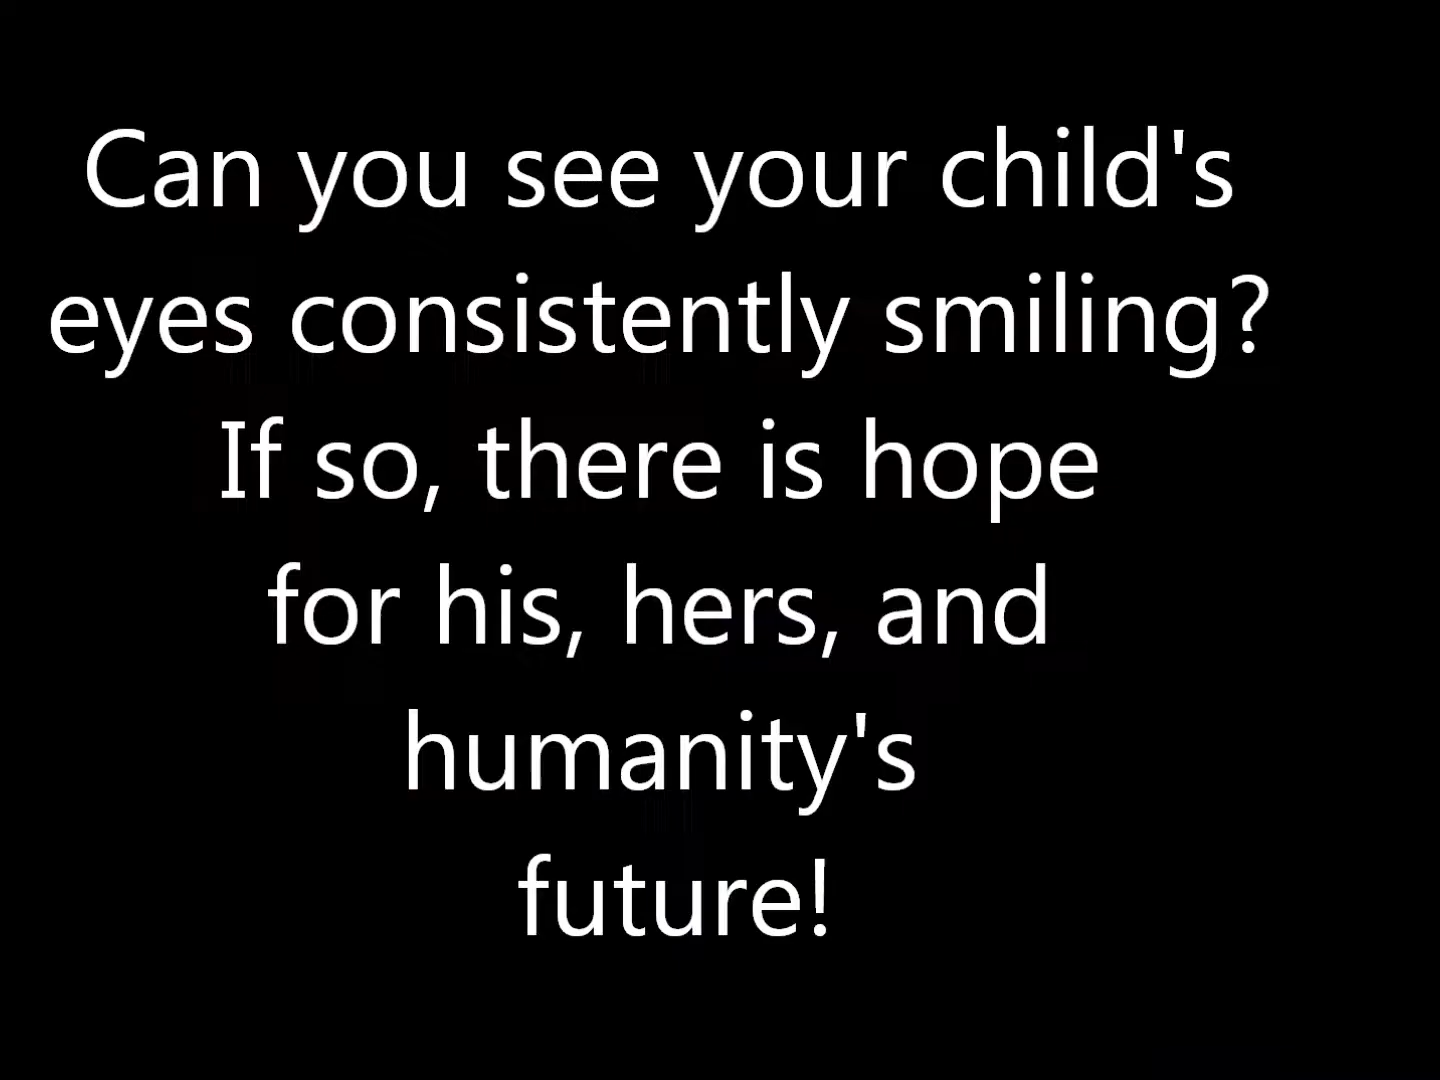 Can you see your child's
eyes consistently smiling?
If so, there is hope
for his, hers, and
humanity's
future!